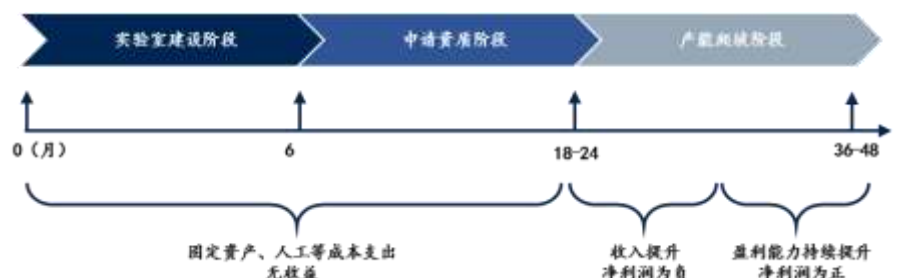 实验室建设阶段
申请资质阶段
产能爬坡阶段
0（月）
6
18-24
36-48
固定资产、人工等成本支出
无收益
收入提升
净利润为负
盈利能力持续提升
净利润为正